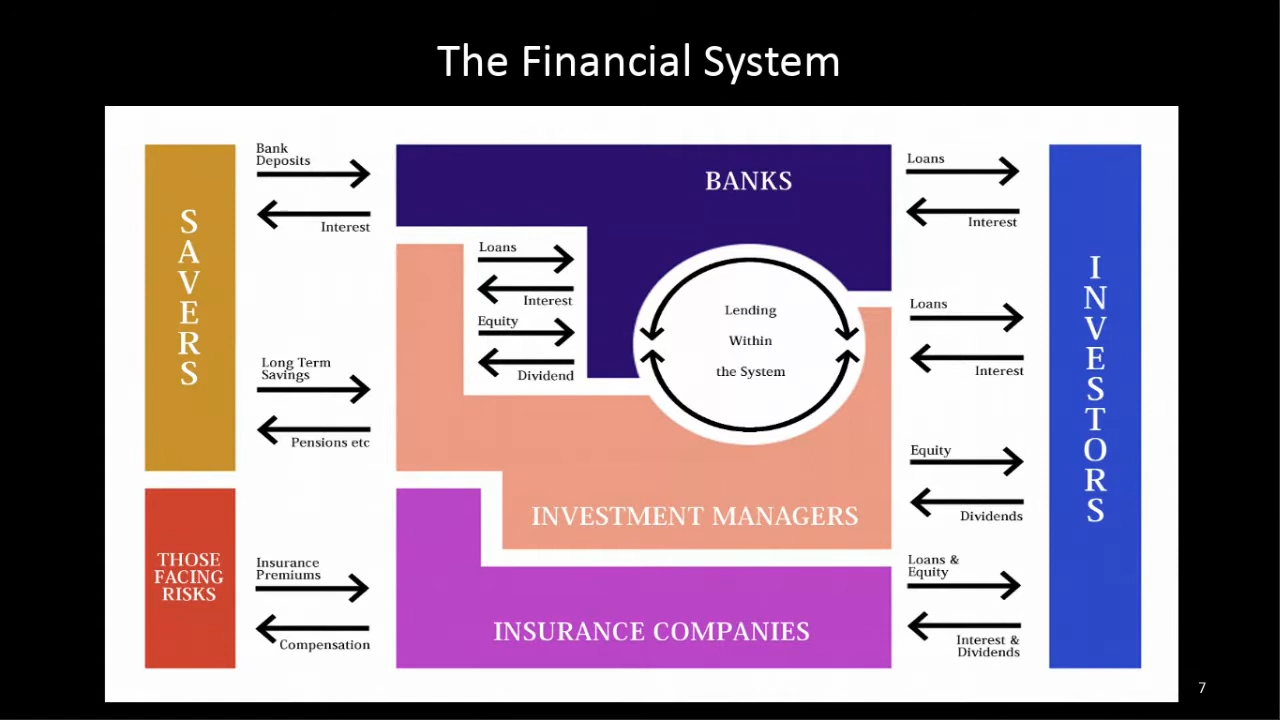 The Financial System
Bank
Deposits
Interest
Long Term
Savings
Pensions etc
Insurance
Premiums
Compensation
SAVERS
THOSE
FACING
RISKS
BANKS
Loans
Interest
Equity
Dividend
Lending
Within
the System
INVESTMENT MANAGERS
INSURANCE COMPANIES
Loans
Interest
Loans
Interest
Equity
Dividends
Loans &
Equity
Interest &
Dividends
INVESTORS
7